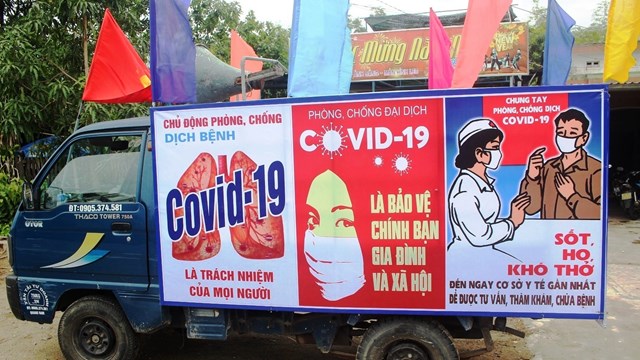 Mừng Năm M
ĐT:0905.374.581
THACO TOWNER 750A
CHỦ ĐỘNG PHÒNG, CHỐNG
DỊCH BỆNH
Covid-19
LÀ TRÁCH NHIỆM
CỦA MỌI NGƯỜI
PHÒNG, CHỐNG ĐẠI DỊCH
COVID-19
LÀ BẢO VỆ
CHÍNH BẠN
GIA ĐÌNH
VÀ XÃ HỘI
CHUNG TAY
PHÒNG, CHỐNG DỊCH
COVID-19
SỐT,
HO,
KHÓ THỞ
ĐẾN NGAY CƠ SỞ Y TẾ GẦN NHẤT
ĐỂ ĐƯỢC TƯ VẤN, THĂM KHÁM, CHỮA BỆNH